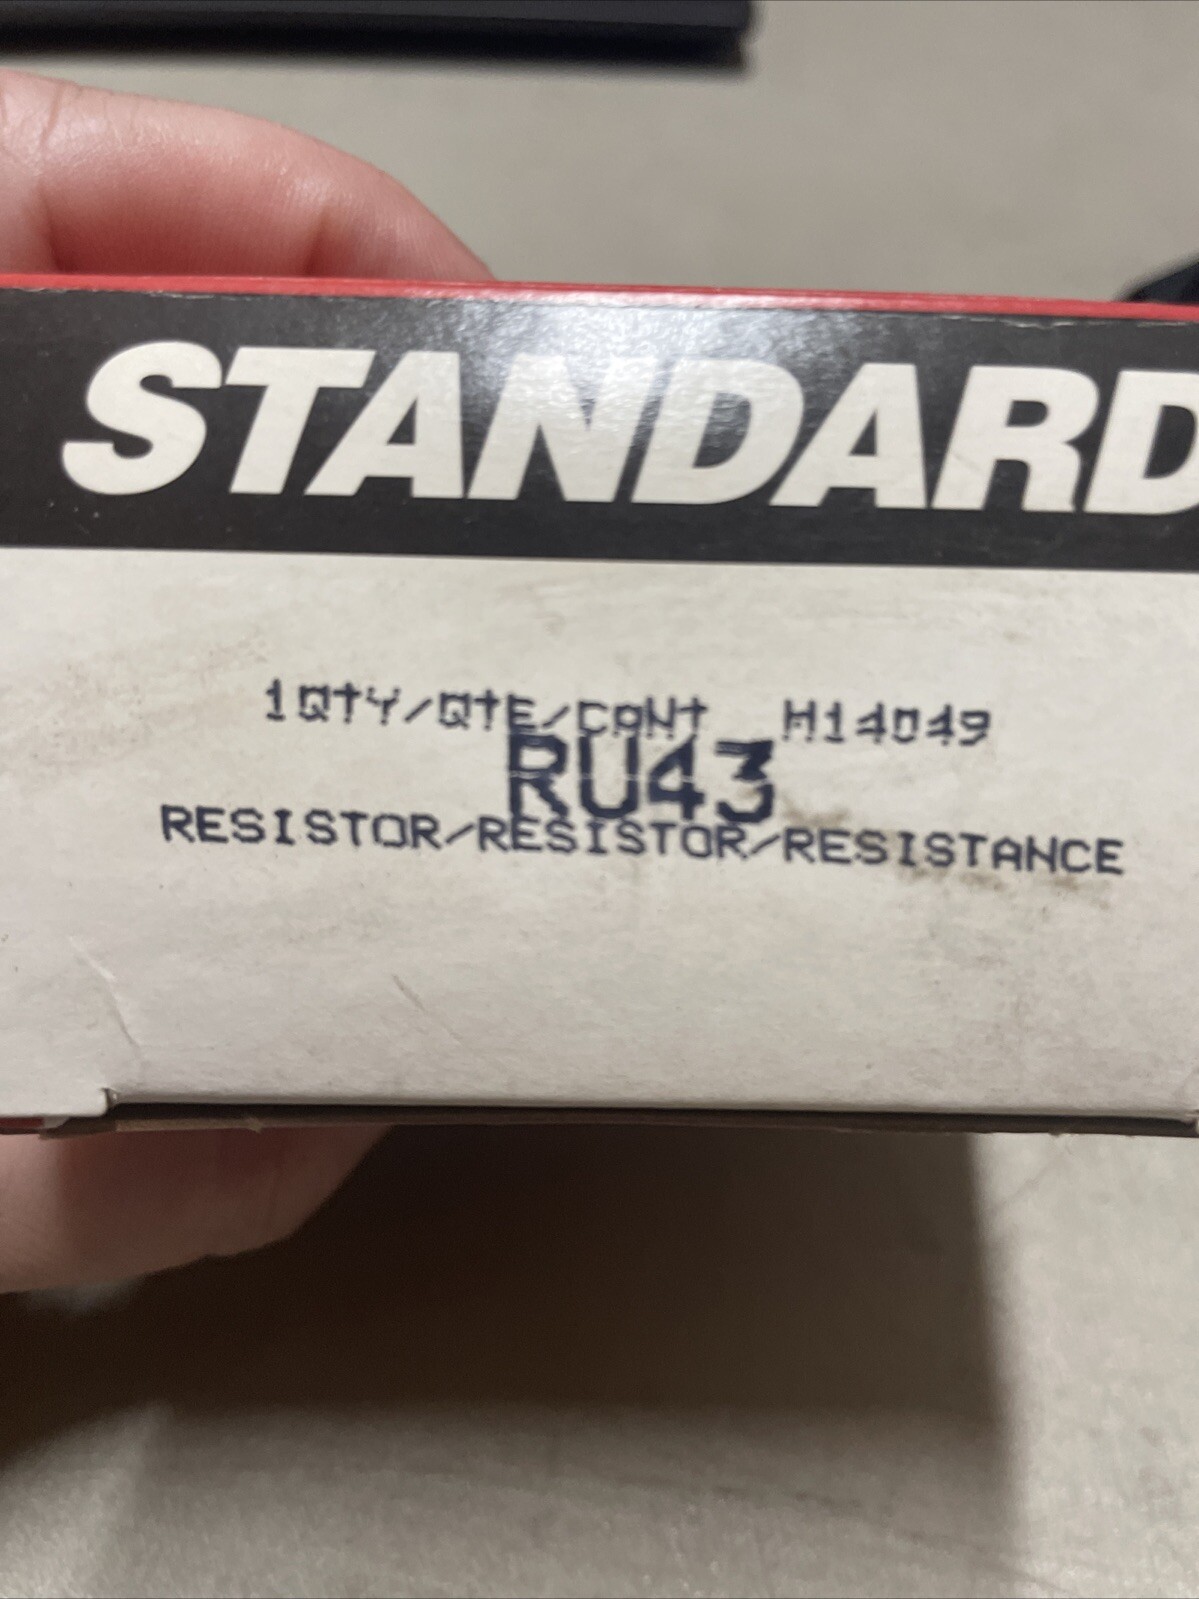 STANDARD
1QTY/QTE/CANT H14049
RU43
RESISTOR/RESISTOR/RESISTANCE